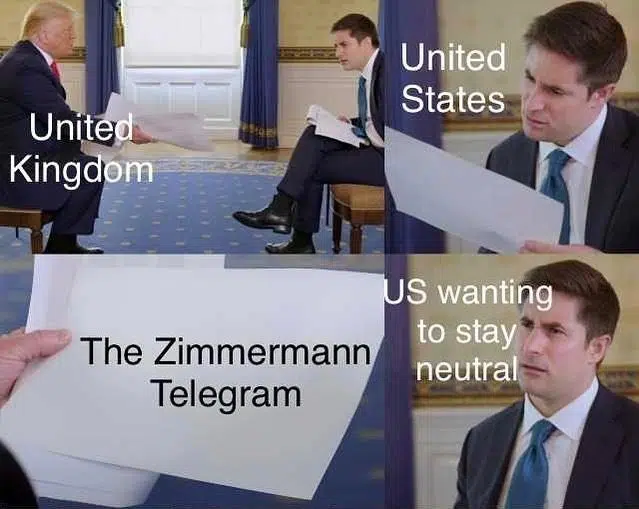 United
Kingdom
United
States
The Zimmermann
Telegram
US wanting
to stay
neutral